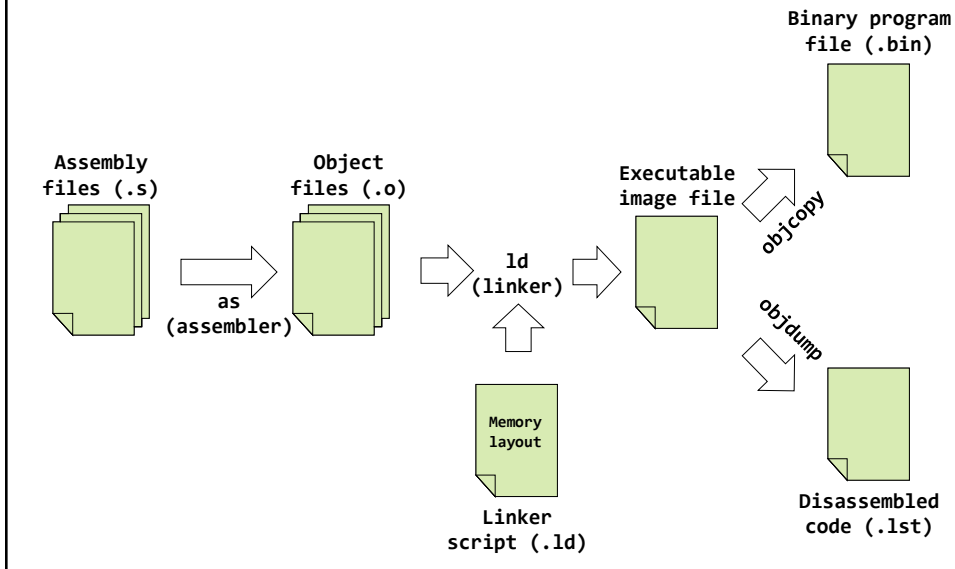 Binary program
file (.bin)
Assembly
files (.s)
Object
files (.o)
Executable
image file
objcopy
ld
(linker)
as
(assembler)
objdump
Memory
layout
Linker
script (.ld)
Disassembled
code (.lst)